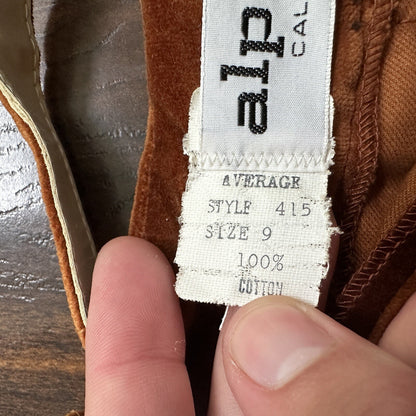 alp
CAL
AVERAGE
STYLE 415
SIZE 9
100%
COTTON